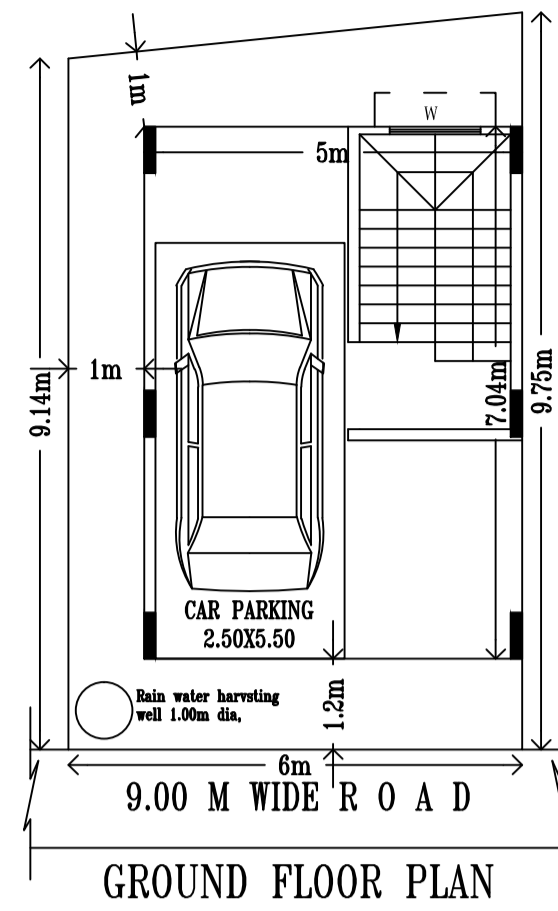 1m
W
5m
1m
9.14m
7.04m
9.75m
CAR PARKING
2.50X5.50
Rain water harvsting
well 1.00m dia,
1.2m
6m
9.00 M WIDE R O A D
GROUND FLOOR PLAN